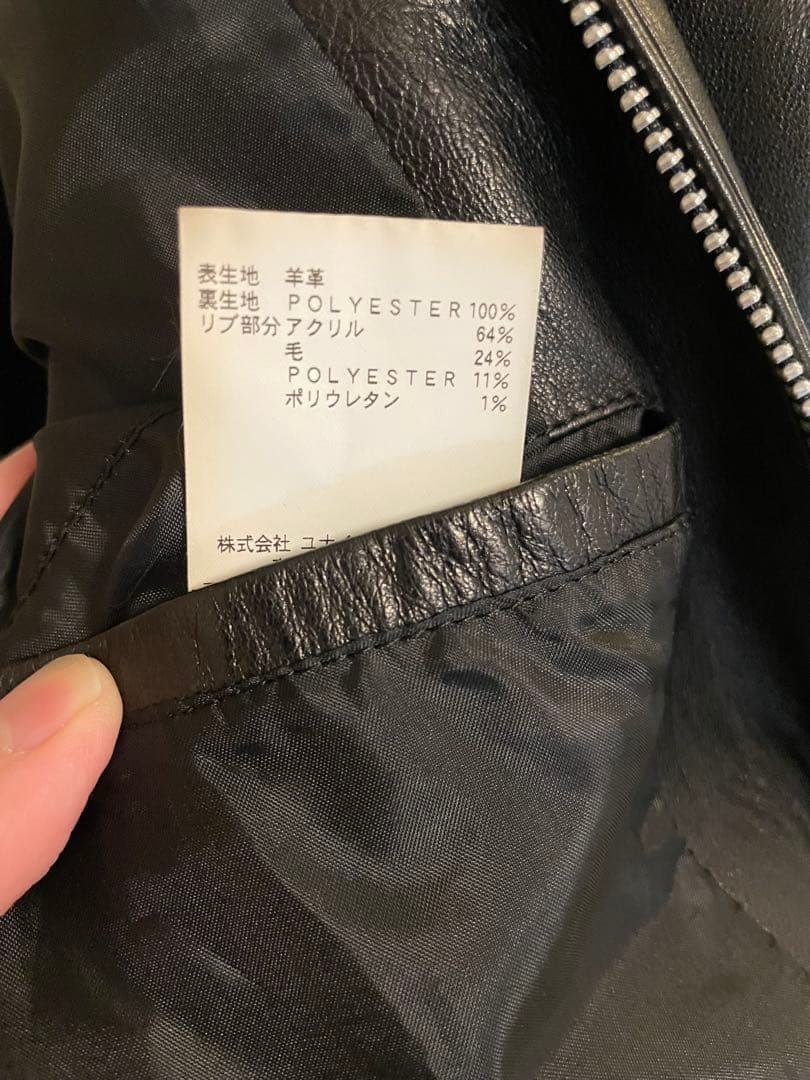 表生地 羊革
裏生地 POLYESTER 100%
リブ部分 アクリル 64%
毛 24%
POLYESTER 11%
ポリウレタン 1%
株式会社 ユナ